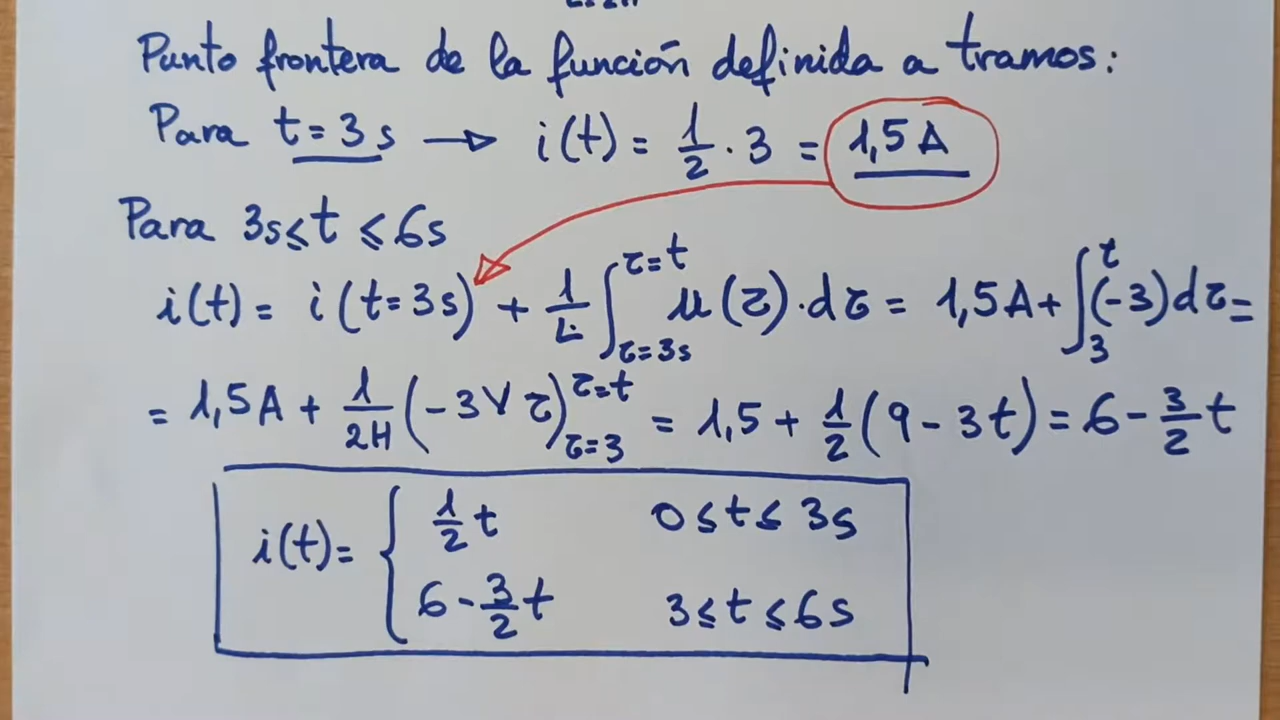 Punto frontera de la función definida a tramos:
Para t = 3 s → i(t) = 1/2 · 3 = 1,5 A
Para 3s ≤ t ≤ 6s
i(t) = i(t=3s) + 1/L ∫_{τ=3s}^{τ=t} u(τ)·dτ = 1,5A + ∫_3^t (-3)dτ =
= 1,5A + 1/2H (-3V τ)_{τ=3}^{τ=t} = 1,5 + 1/2 (9 - 3t) = 6 - 3/2 t
i(t) = { 1/2 t 0 ≤ t ≤ 3s
6 - 3/2 t 3 ≤ t ≤ 6s